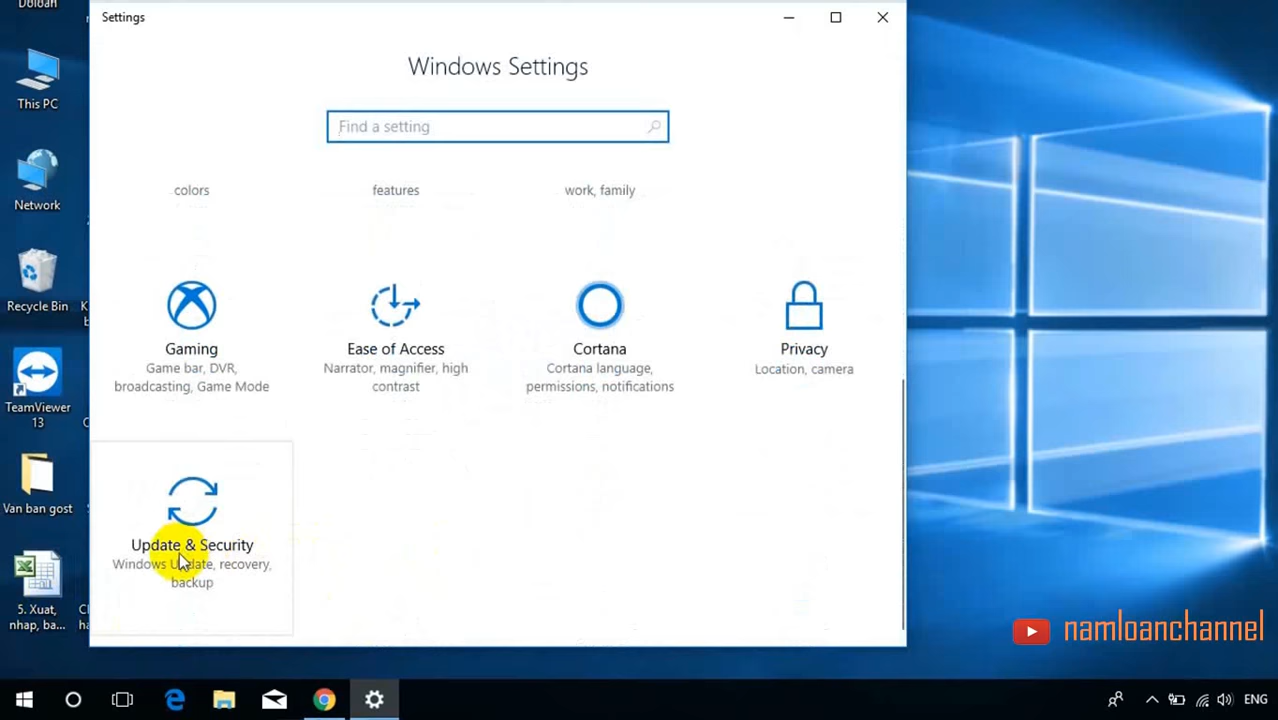 Doloan
Settings
Windows Settings
This PC
Find a setting
colors
features
work, family
Network
Recycle Bin
Gaming
Game bar, DVR,
broadcasting, Game Mode
Ease of Access
Narrator, magnifier, high
contrast
Cortana
Cortana language,
permissions, notifications
Privacy
Location, camera
TeamViewer
13
Van ban gost
Update & Security
Windows Update, recovery,
backup
5. Xuat,
nhap, ba...
namloanchannel
ENG